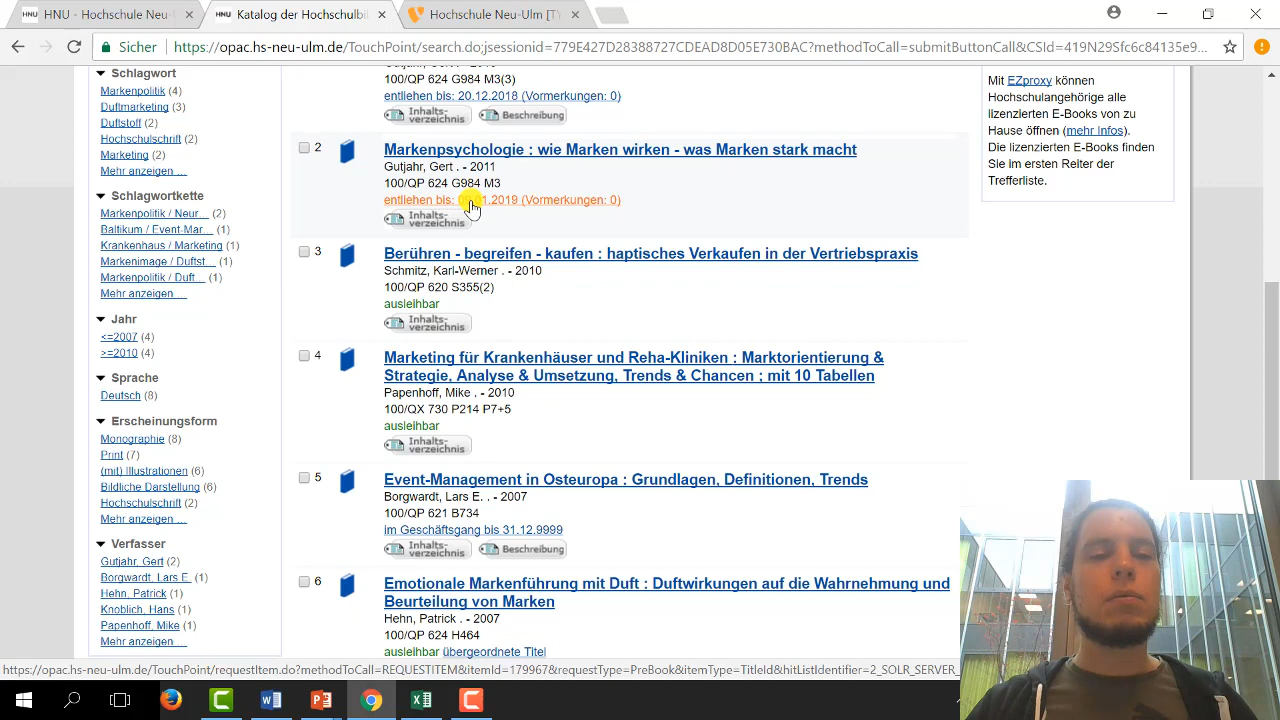 HNU - Hochschule Neu-Ulm
Katalog der Hochschulbi
Hochschule Neu-Ulm [TY
Sicher
https://opac.hs-neu-ulm.de/TouchPoint/search.do;jsessionid=779E427D28388727CDEAD8D05E730BAC?methodToCall=submitButtonCall&CSId=419N29Sfc6c84135e9...
Schlagwort
Markenpolitik (4)
Duftmarketing (3)
Duftstoff (2)
Hochschulschrift (2)
Marketing (2)
Mehr anzeigen ...
Schlagwortkette
Markenpolitik / Neur... (2)
Baltikum / Event-Mar... (1)
Krankenhaus / Marketing (1)
Markenimage / Duftst... (1)
Markenpolitik / Duft... (1)
Mehr anzeigen ...
Jahr
<=2007 (4)
>=2010 (4)
Sprache
Deutsch (8)
Erscheinungsform
Monographie (8)
Print (7)
(mit) Illustrationen (6)
Bildliche Darstellung (6)
Hochschulschrift (2)
Mehr anzeigen ...
Verfasser
Gutjahr, Gert (2)
Borgwardt, Lars E. (1)
Hehn, Patrick (1)
Knoblich, Hans (1)
Papenhoff, Mike (1)
Mehr anzeigen ...
100/QP 624 G984 M3(3)
entliehen bis: 20.12.2018 (Vormerkungen: 0)
Inhalts-
verzeichnis
Beschreibung
2
Markenpsychologie : wie Marken wirken - was Marken stark macht
Gutjahr, Gert . - 2011
100/QP 624 G984 M3
entliehen bis: .2019 (Vormerkungen: 0)
Inhalts-
verzeichnis
3
Berühren - begreifen - kaufen : haptisches Verkaufen in der Vertriebspraxis
Schmitz, Karl-Werner . - 2010
100/QP 620 S355(2)
ausleihbar
Inhalts-
verzeichnis
4
Marketing für Krankenhäuser und Reha-Kliniken : Marktorientierung &
Strategie, Analyse & Umsetzung, Trends & Chancen ; mit 10 Tabellen
Papenhoff, Mike . - 2010
100/QX 730 P214 P7+5
ausleihbar
Inhalts-
verzeichnis
5
Event-Management in Osteuropa : Grundlagen, Definitionen, Trends
Borgwardt, Lars E. . - 2007
100/QP 621 B734
im Geschäftsgang bis 31.12.9999
Inhalts-
verzeichnis
Beschreibung
6
Emotionale Markenführung mit Duft : Duftwirkungen auf die Wahrnehmung und
Beurteilung von Marken
Hehn, Patrick . - 2007
100/QP 624 H464
ausleihbar übergeordnete Titel
Mit EZproxy können
Hochschulangehörige alle
lizenzierten E-Books von zu
Hause öffnen (mehr Infos).
Die lizenzierten E-Books finden
Sie im ersten Reiter der
Trefferliste.
https://opac.hs-neu-ulm.de/TouchPoint/requestItem.do?methodToCall=REQUESTITEM&itemId=179967&requestType=PreBook&itemType=TitleId&hitListIdentifier=2_SOLR_SERVER_